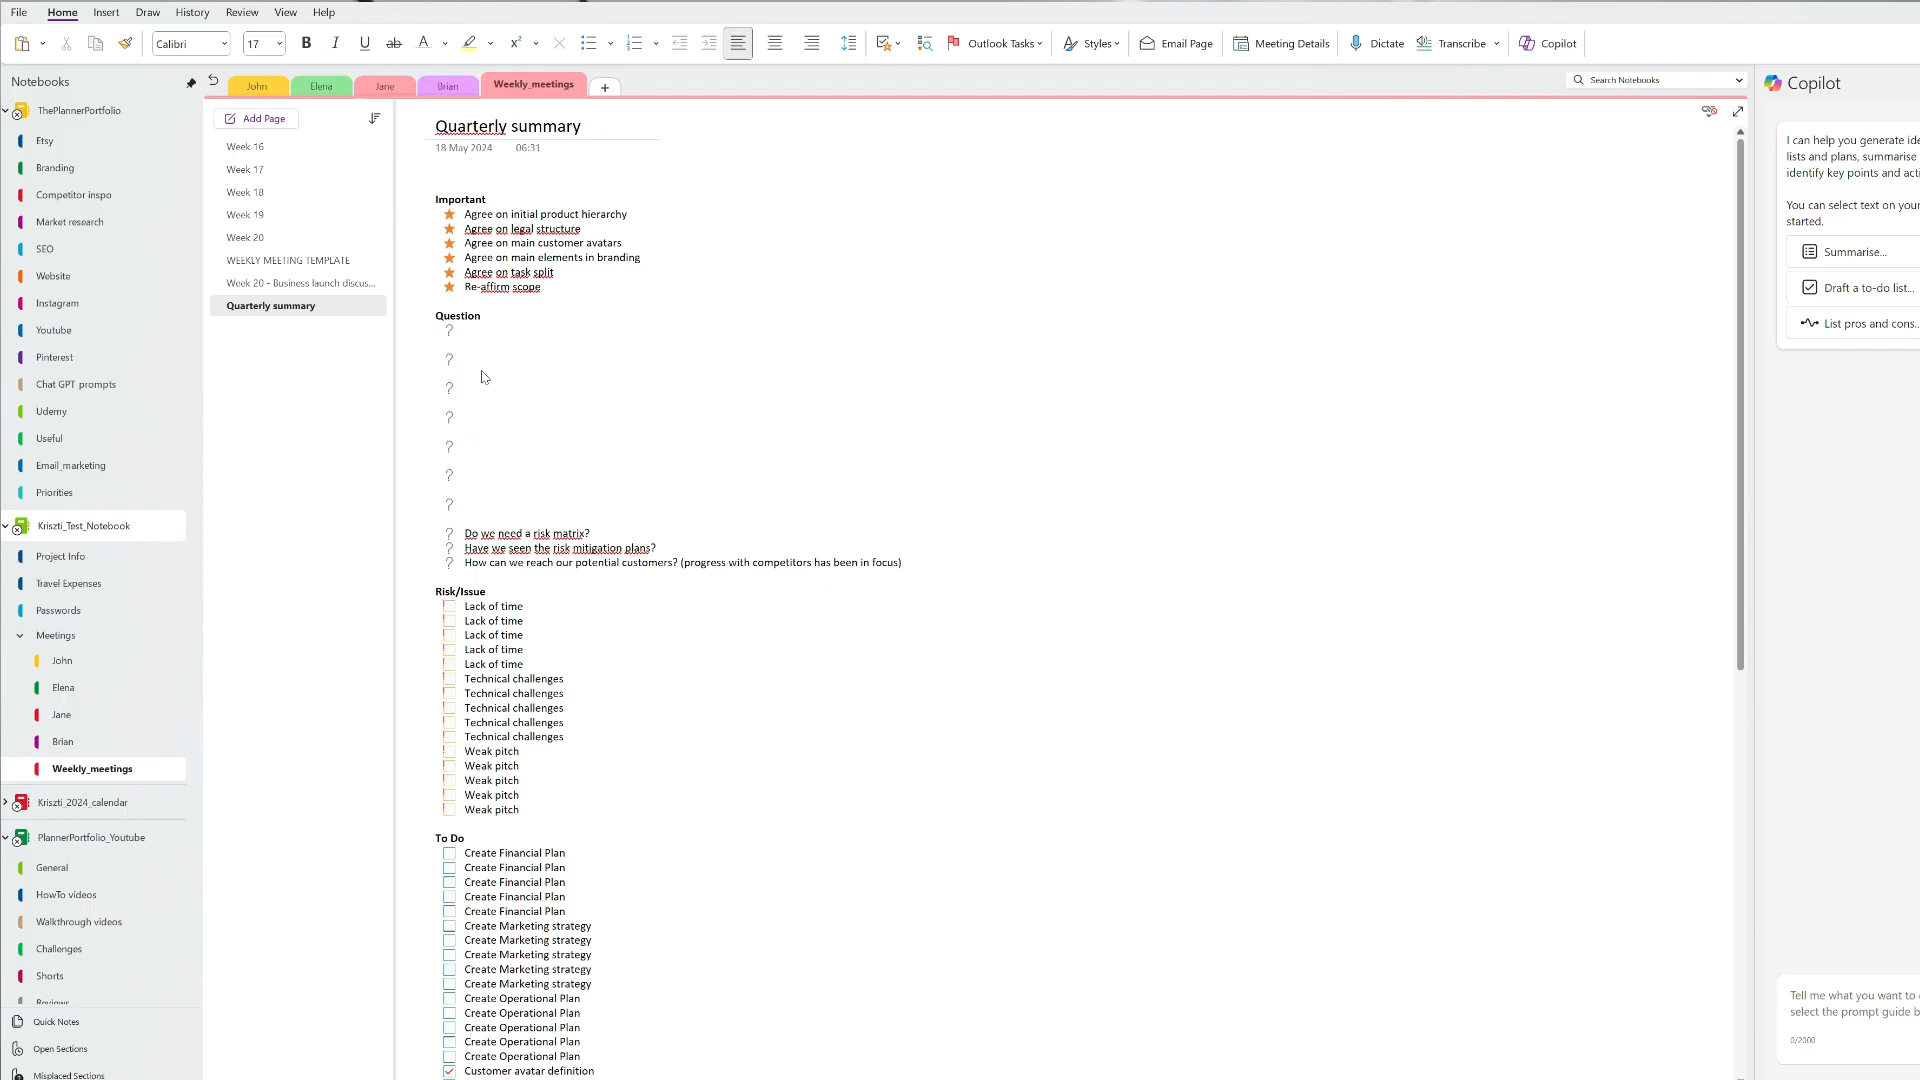 File Home Insert Draw History Review View Help
Calibri 17 B I U ab A x² Outlook Tasks Styles Email Page Meeting Details Dictate Transcribe Copilot
Notebooks
John Elena Jane Brian Weekly_meetings +
Search Notebooks
ThePlannerPortfolio
Etsy
Branding
Competitor inspo
Market research
SEO
Website
Instagram
Youtube
Pinterest
Chat GPT prompts
Udemy
Useful
Email_marketing
Priorities
Kriszti_Test_Notebook
Project Info
Travel Expenses
Passwords
Meetings
John
Elena
Jane
Brian
Weekly_meetings
Kriszti_2024_calendar
PlannerPortfolio_Youtube
General
HowTo videos
Walkthrough videos
Challenges
Shorts
Reviews
Quick Notes
Open Sections
Misplaced Sections
Add Page
Week 16
Week 17
Week 18
Week 19
Week 20
WEEKLY MEETING TEMPLATE
Week 20 - Business launch discus...
Quarterly summary
Quarterly summary
18 May 2024 06:31
Important
Agree on initial product hierarchy
Agree on legal structure
Agree on main customer avatars
Agree on main elements in branding
Agree on task split
Re-affirm scope
Question
?
?
?
?
?
?
?
? Do we need a risk matrix?
? Have we seen the risk mitigation plans?
? How can we reach our potential customers? (progress with competitors has been in focus)
Risk/Issue
Lack of time
Lack of time
Lack of time
Lack of time
Lack of time
Technical challenges
Technical challenges
Technical challenges
Technical challenges
Technical challenges
Weak pitch
Weak pitch
Weak pitch
Weak pitch
Weak pitch
To Do
Create Financial Plan
Create Financial Plan
Create Financial Plan
Create Financial Plan
Create Financial Plan
Create Marketing strategy
Create Marketing strategy
Create Marketing strategy
Create Marketing strategy
Create Marketing strategy
Create Operational Plan
Create Operational Plan
Create Operational Plan
Create Operational Plan
Create Operational Plan
Customer avatar definition
Copilot
I can help you generate ide
lists and plans, summarise
identify key points and acti
You can select text on your
started.
Summarise...
Draft a to-do list...
List pros and cons...
Tell me what you want to
select the prompt guide b
0/2000